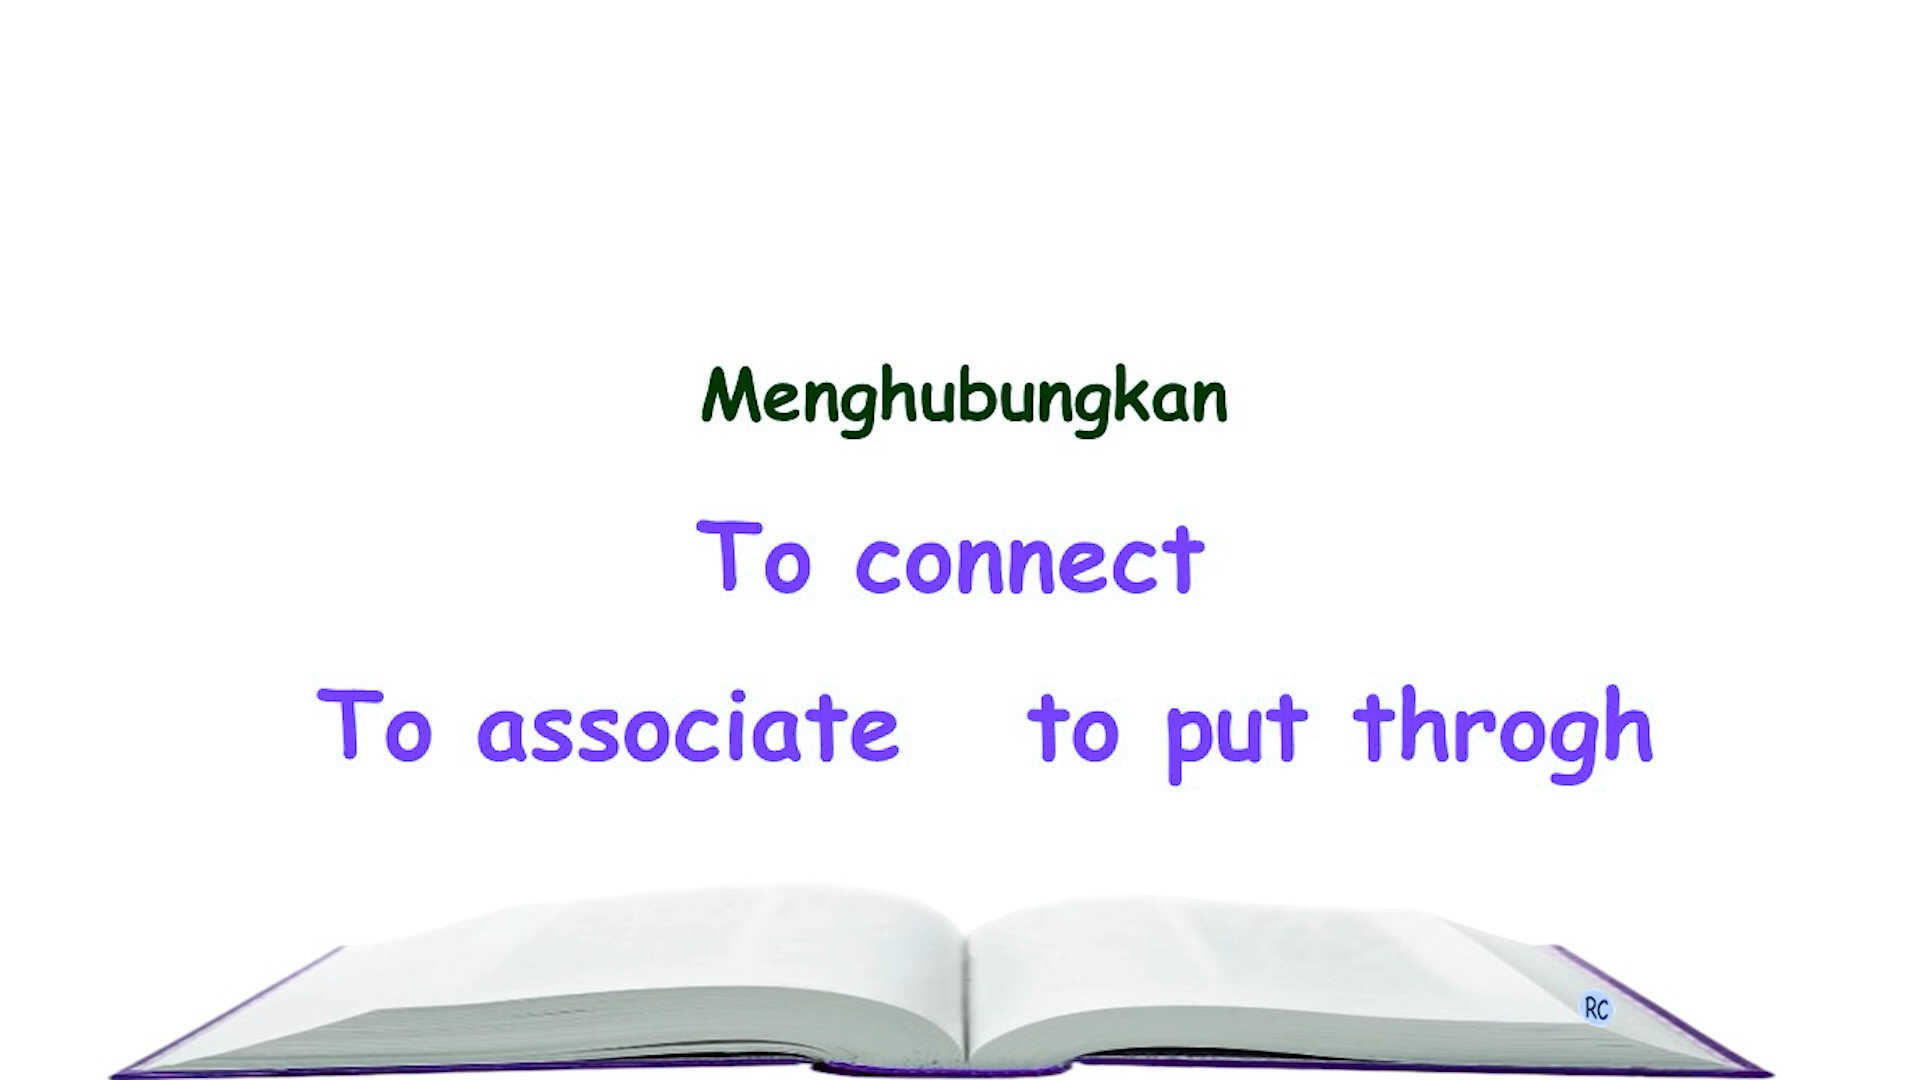 Menghubungkan
To connect
To associate to put throgh
RC